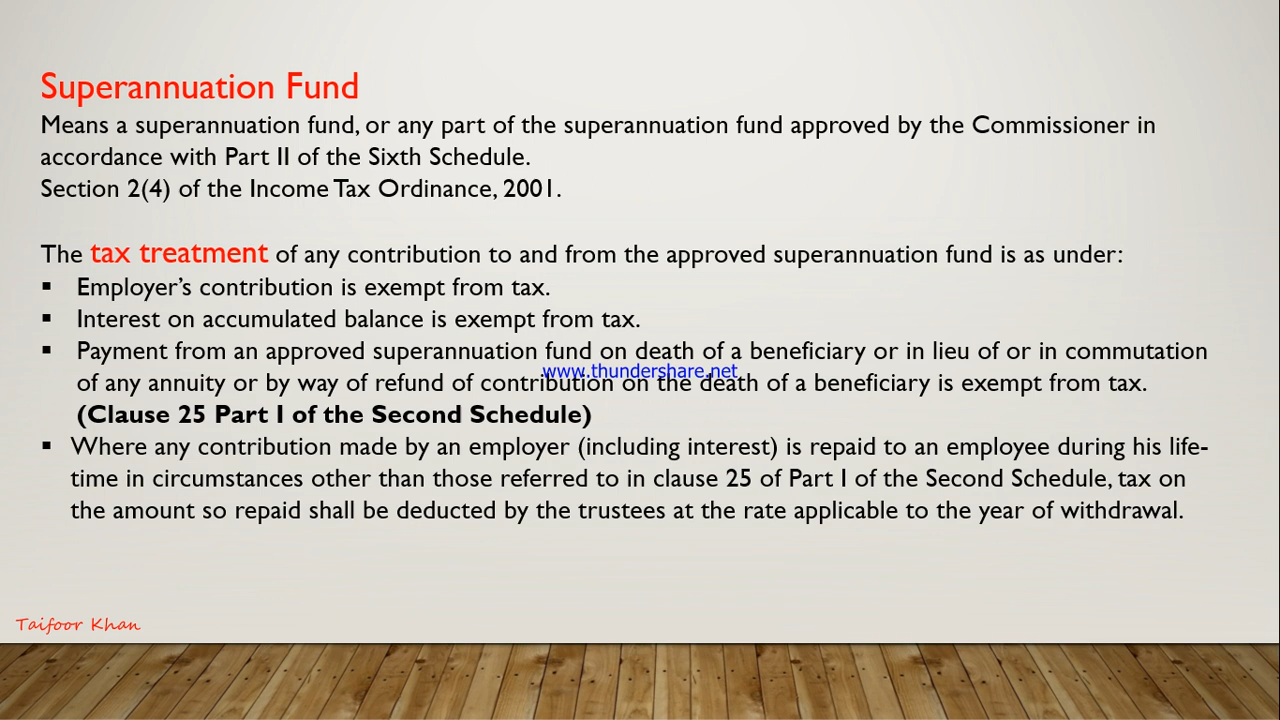 Superannuation Fund
Means a superannuation fund, or any part of the superannuation fund approved by the Commissioner in
accordance with Part II of the Sixth Schedule.
Section 2(4) of the Income Tax Ordinance, 2001.
The tax treatment of any contribution to and from the approved superannuation fund is as under:
▪ Employer's contribution is exempt from tax.
▪ Interest on accumulated balance is exempt from tax.
▪ Payment from an approved superannuation fund on death of a beneficiary or in lieu of or in commutation
www.thundershare.net
of any annuity or by way of refund of contribution on the death of a beneficiary is exempt from tax.
(Clause 25 Part I of the Second Schedule)
▪ Where any contribution made by an employer (including interest) is repaid to an employee during his life-
time in circumstances other than those referred to in clause 25 of Part I of the Second Schedule, tax on
the amount so repaid shall be deducted by the trustees at the rate applicable to the year of withdrawal.
Taifoor Khan